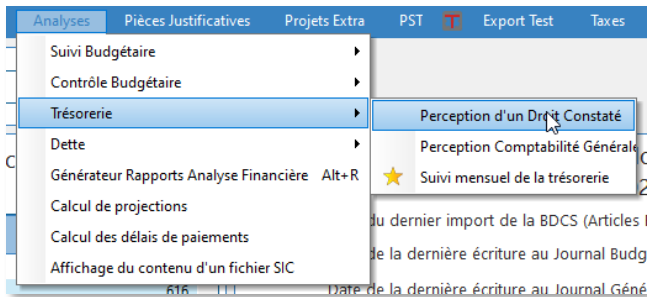 Analyses Pièces Justificatives Projets Extra PST T Export Test Taxes
Suivi Budgétaire
Contrôle Budgétaire
Trésorerie
Perception d'un Droit Constaté
Dette
Perception Comptabilité Générale
Générateur Rapports Analyse Financière Alt+R
Suivi mensuel de la trésorerie
Calcul de projections
du dernier import de la BDCS (Articles
Calcul des délais de paiements
de la dernière écriture au Journal Budg
Affichage du contenu d'un fichier SIC
616 Date de la dernière écriture au Journal Géné